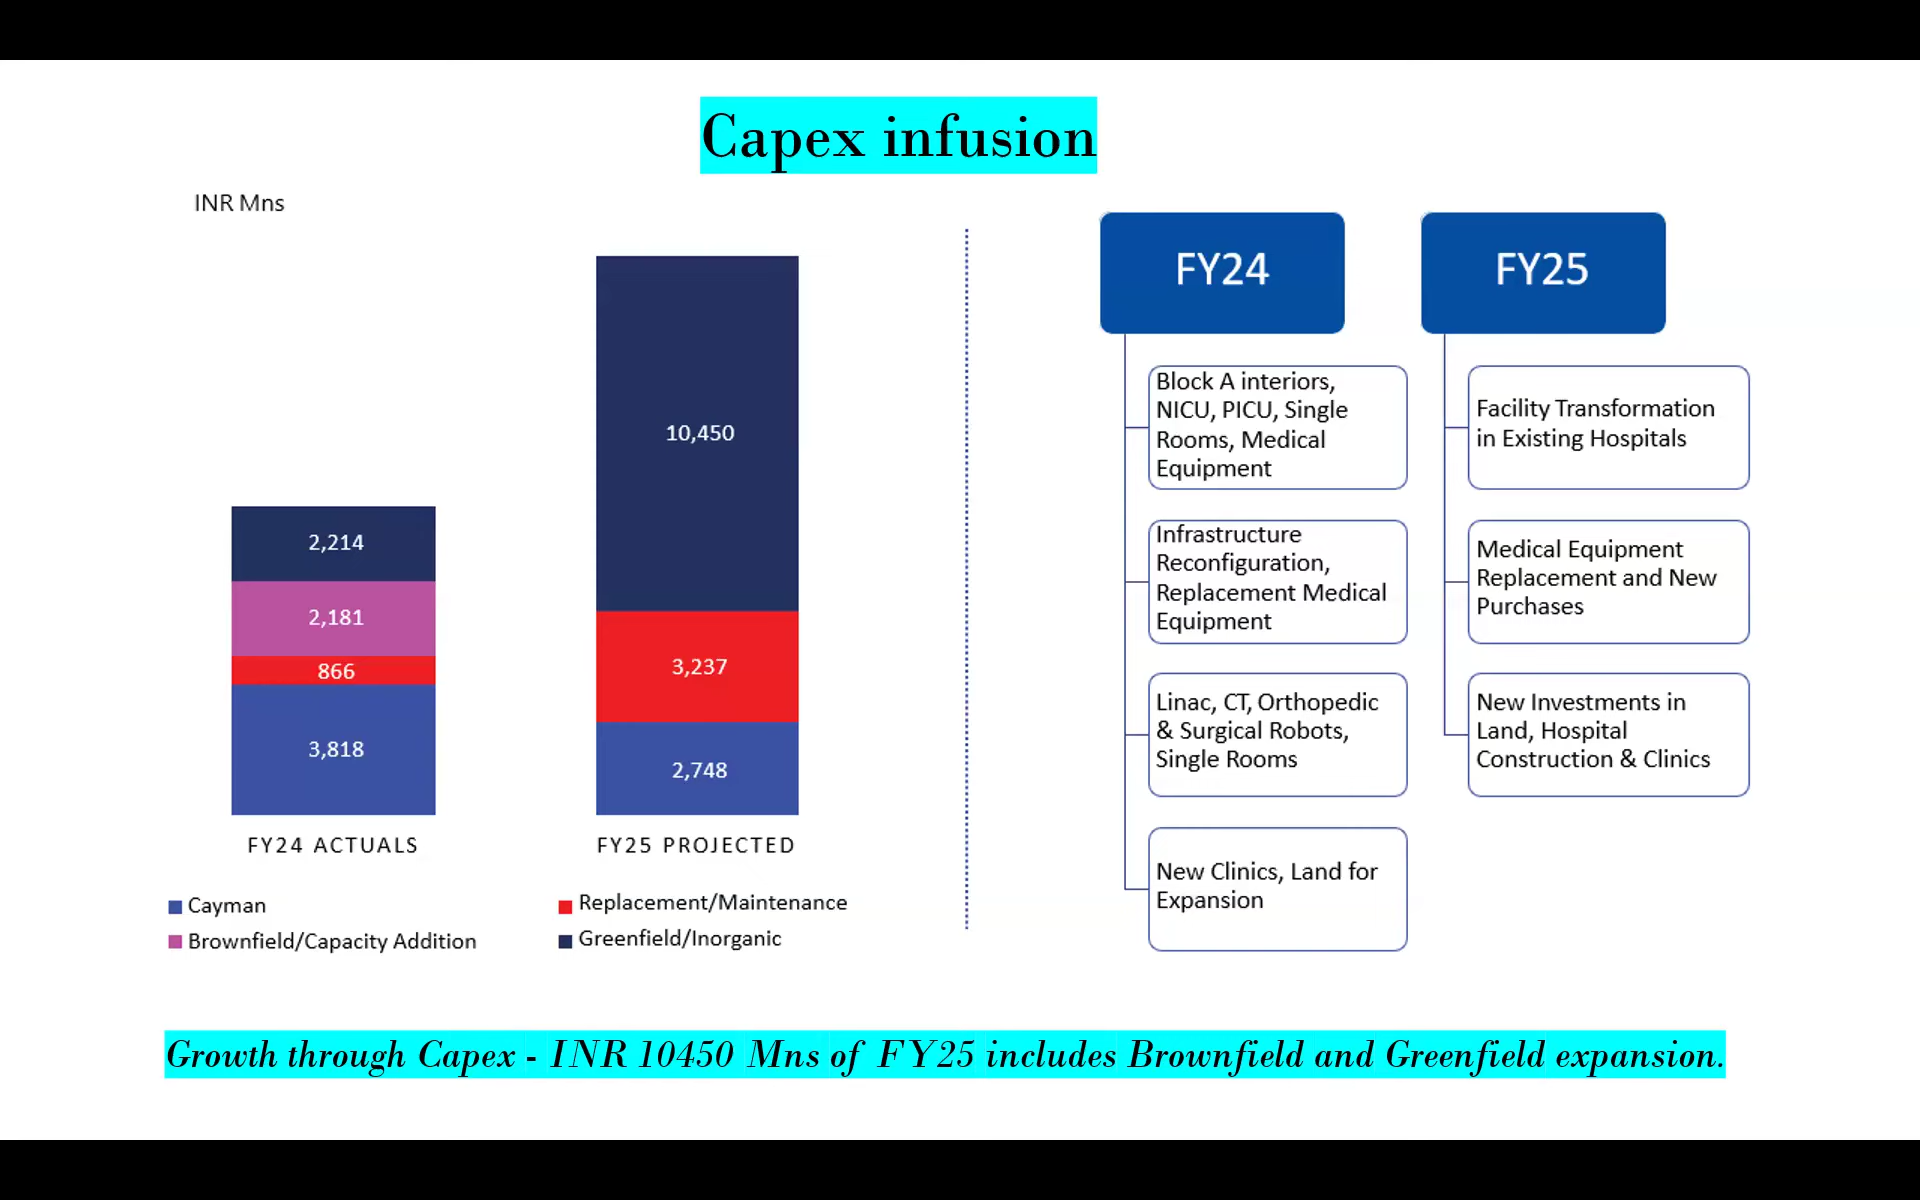 Capex infusion
INR Mns
2,214
2,181
866
3,818
FY24 ACTUALS
10,450
3,237
2,748
FY25 PROJECTED
Cayman
Replacement/Maintenance
Brownfield/Capacity Addition
Greenfield/Inorganic
FY24
Block A interiors,
NICU, PICU, Single
Rooms, Medical
Equipment
Infrastructure
Reconfiguration,
Replacement Medical
Equipment
Linac, CT, Orthopedic
& Surgical Robots,
Single Rooms
New Clinics, Land for
Expansion
FY25
Facility Transformation
in Existing Hospitals
Medical Equipment
Replacement and New
Purchases
New Investments in
Land, Hospital
Construction & Clinics
Growth through Capex - INR 10450 Mns of FY25 includes Brownfield and Greenfield expansion.